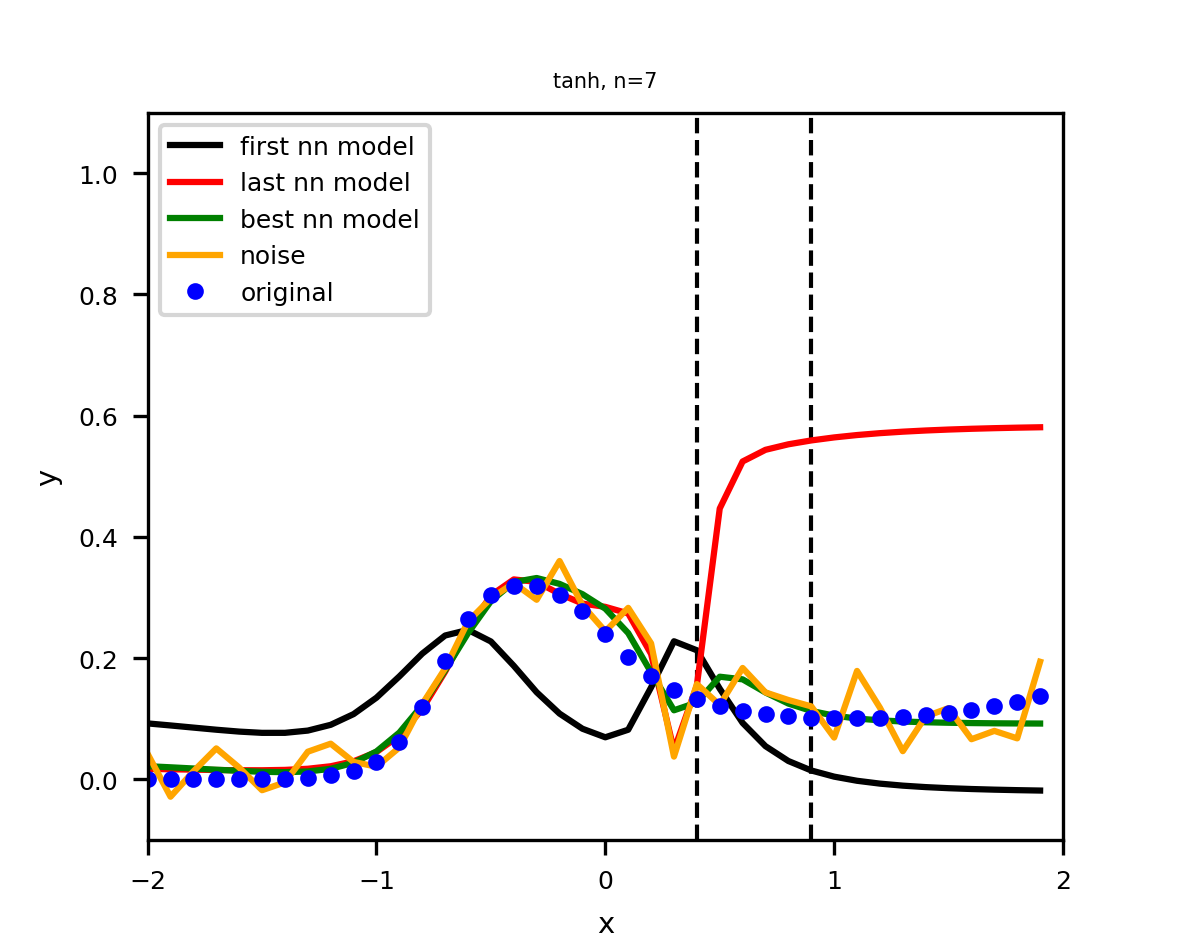 tanh, n=7
first nn model
last nn model
best nn model
noise
original
1.0
0.8
0.6
0.4
0.2
0.0
y
−2
−1
0
1
2
x